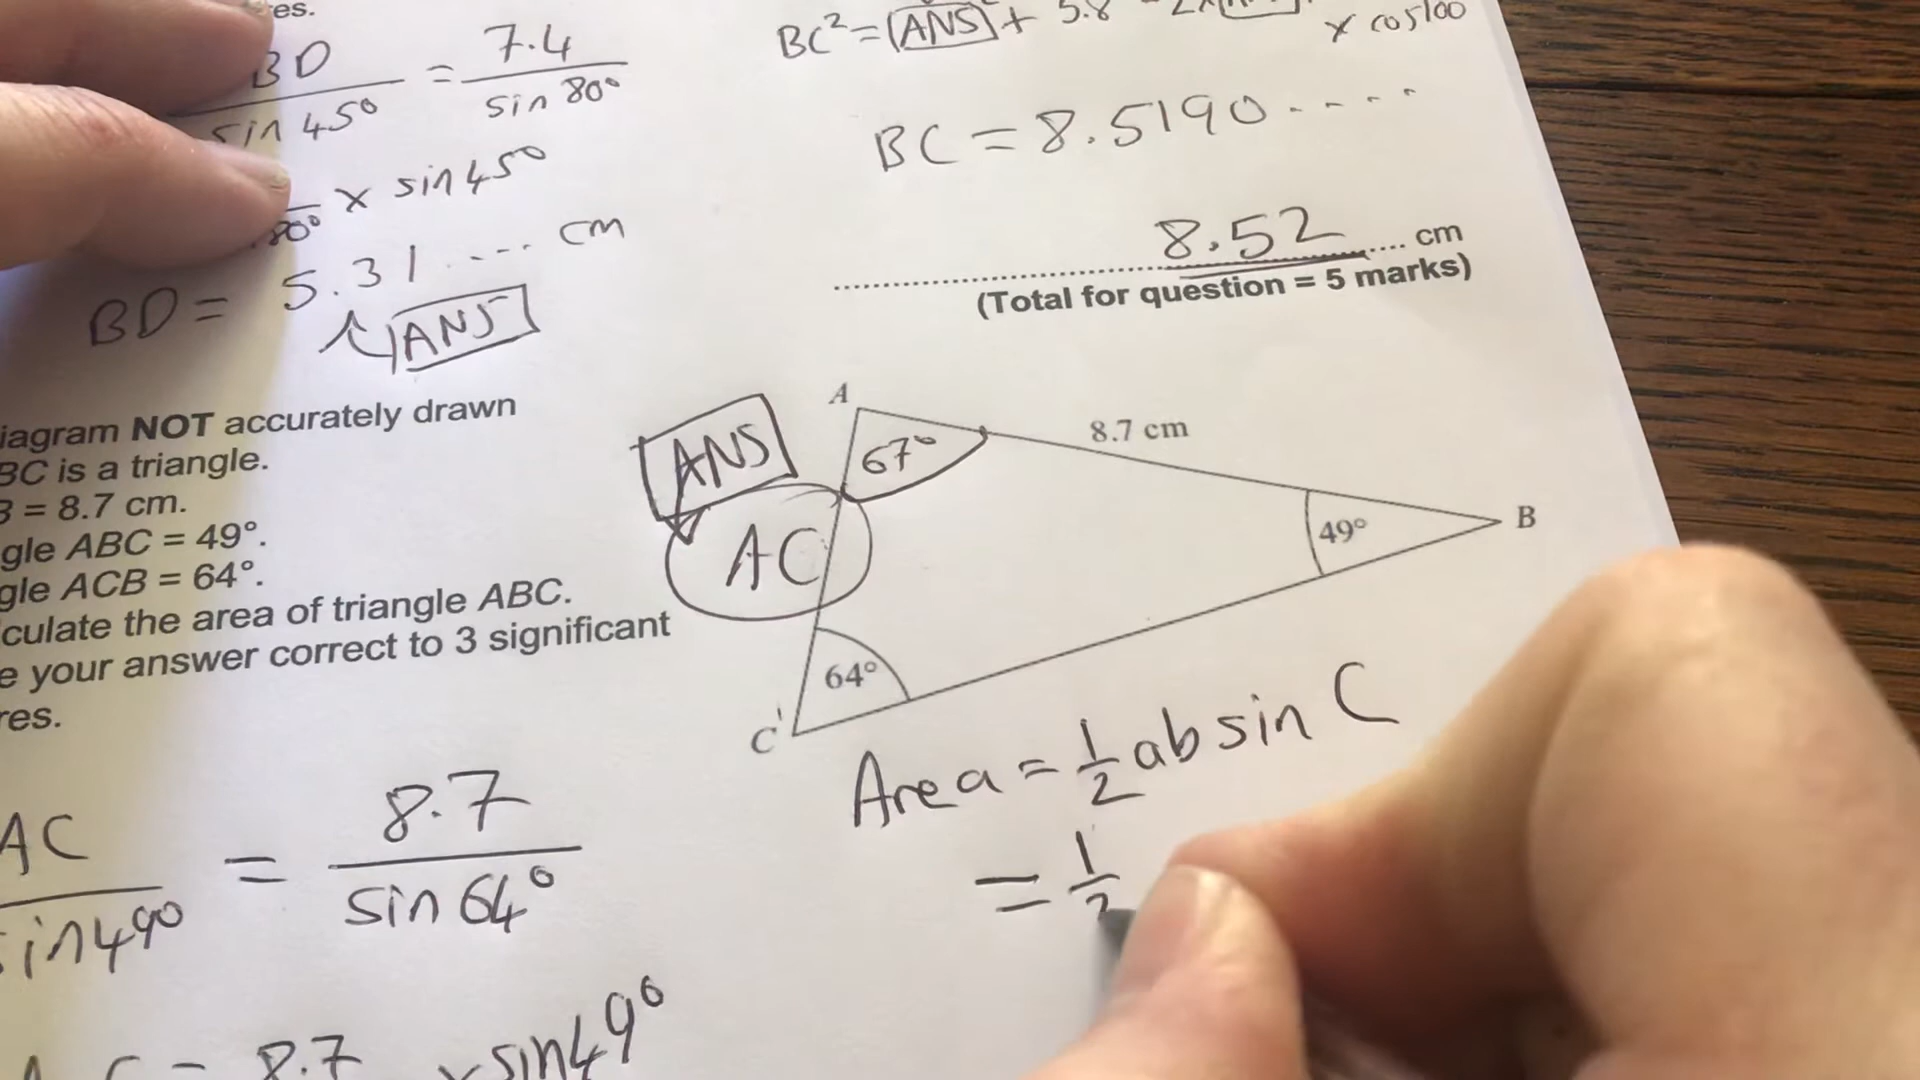 es.
BD = 7.4
sin 45° sin 80°
80° × sin 45°
BD = 5.31.... cm
ANS
BC² = (ANS) + 5.8
× cos 100
BC = 8.5190....
8.52 cm
(Total for question = 5 marks)
iagram NOT accurately drawn
BC is a triangle.
B = 8.7 cm.
gle ABC = 49°.
gle ACB = 64°.
culate the area of triangle ABC.
e your answer correct to 3 significant
res.
A
67°
8.7 cm
ANS
AC
49°
B
64°
C
AC = 8.7
sin 49° sin 64°
8.7 × sin 49°
Area = 1/2 ab sin C
= 1/2